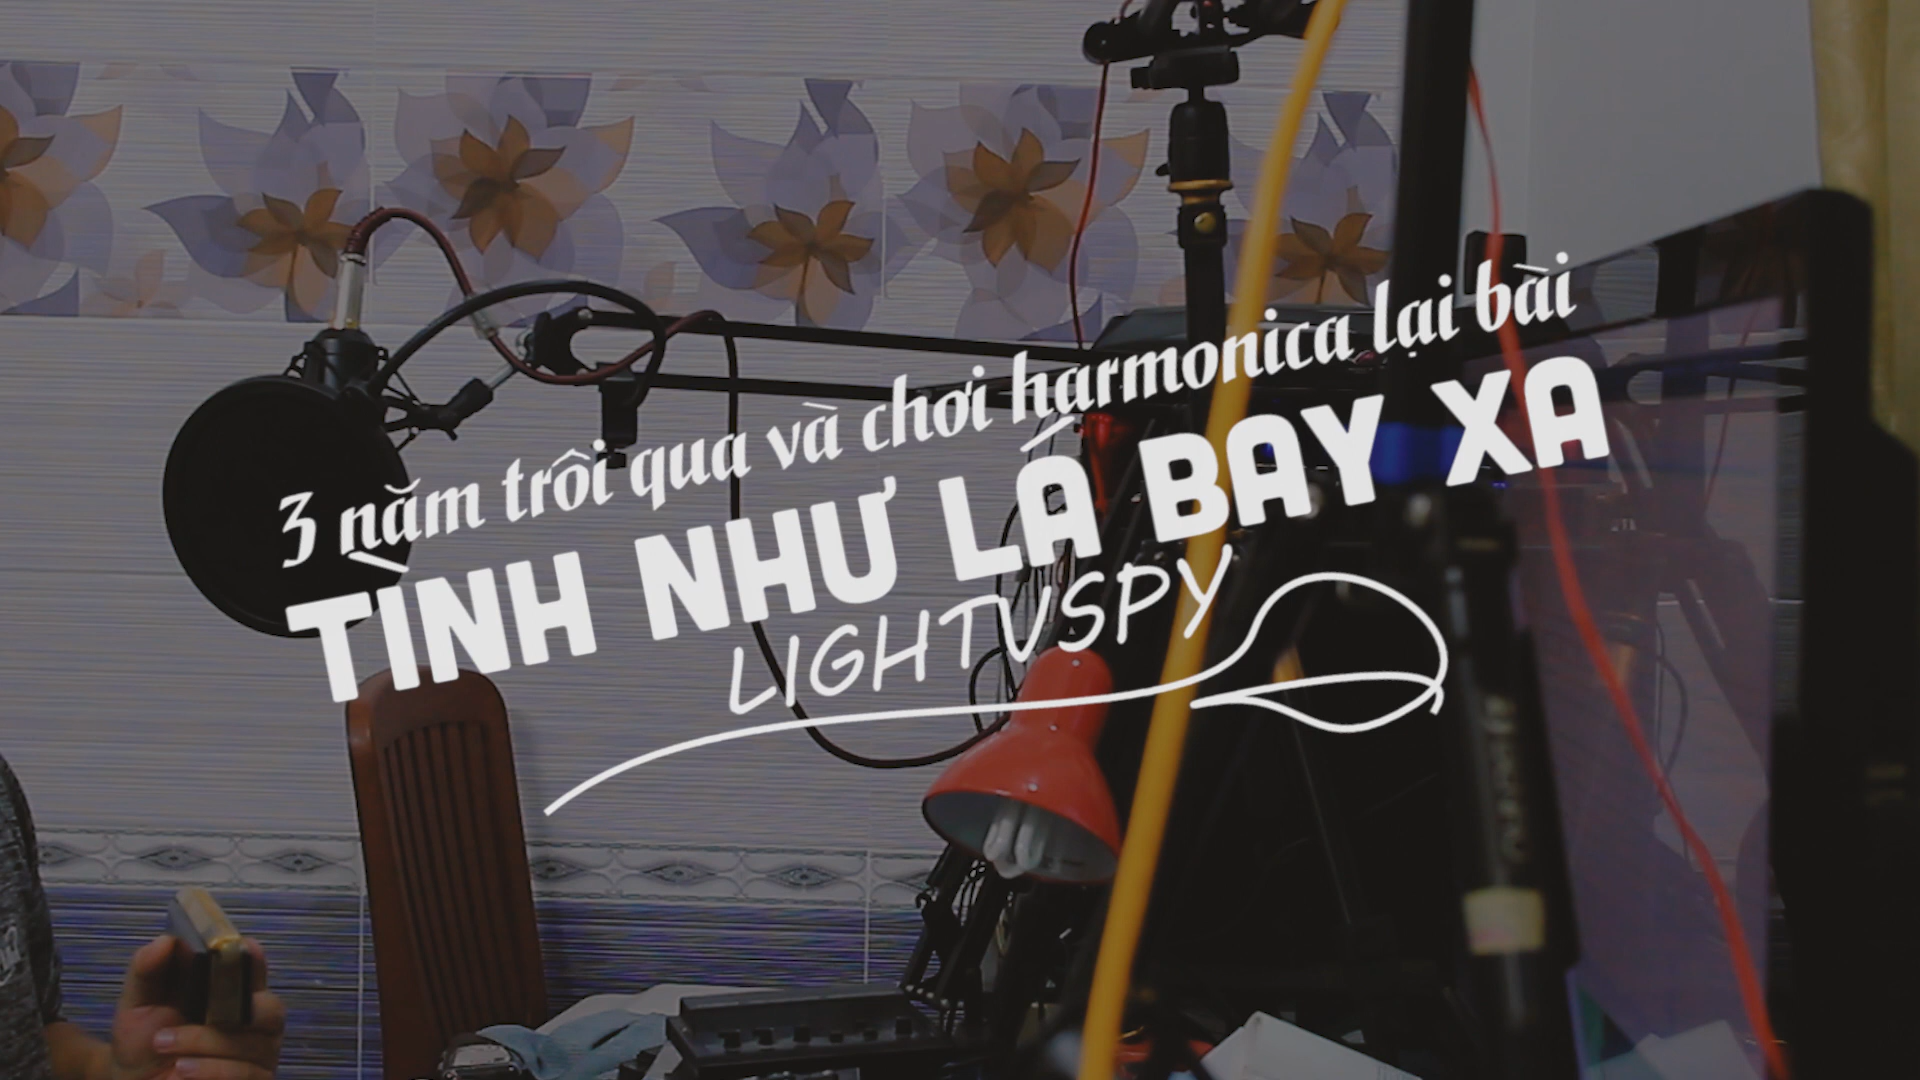 3 năm trôi qua và chơi harmonica lại bài
TÌNH NHƯ LÁ BAY XA
LIGHTVSPY